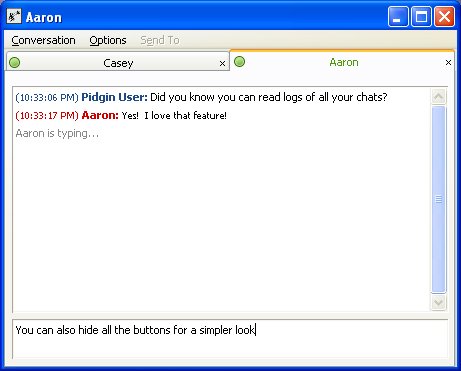 Aaron
Conversation Options Send To
Casey × Aaron ×
(10:33:06 PM) Pidgin User: Did you know you can read logs of all your chats?
(10:33:17 PM) Aaron: Yes! I love that feature!
Aaron is typing...
You can also hide all the buttons for a simpler look